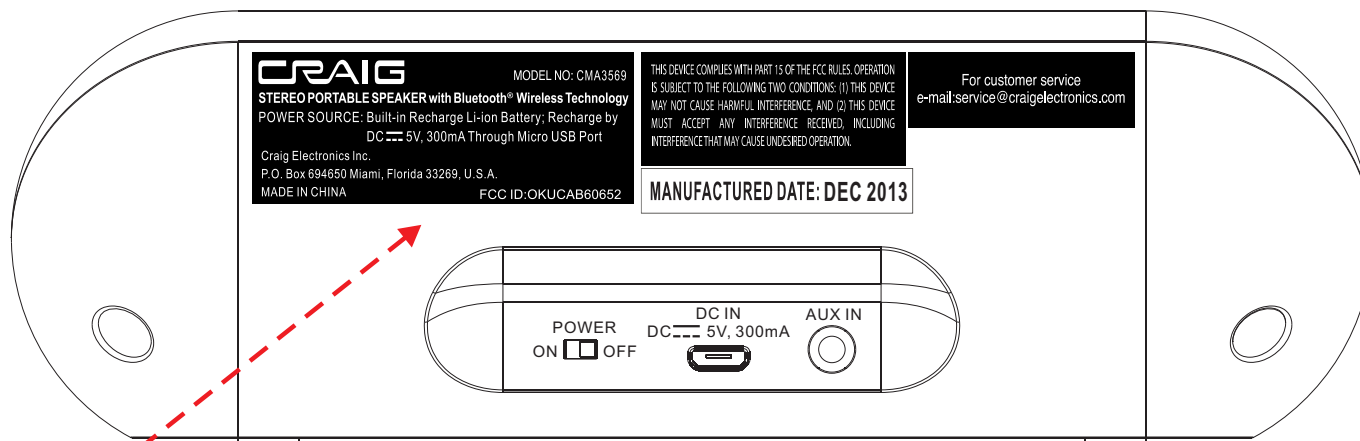 CRAIG
MODEL NO: CMA3569
STEREO PORTABLE SPEAKER with Bluetooth® Wireless Technology
POWER SOURCE: Built-in Recharge Li-ion Battery; Recharge by
DC 5V, 300mA Through Micro USB Port
Craig Electronics Inc.
P.O. Box 694650 Miami, Florida 33269, U.S.A.
MADE IN CHINA
FCC ID:OKUCAB60652
THIS DEVICE COMPLIES WITH PART 15 OF THE FCC RULES. OPERATION
IS SUBJECT TO THE FOLLOWING TWO CONDITIONS: (1) THIS DEVICE
MAY NOT CAUSE HARMFUL INTERFERENCE, AND (2) THIS DEVICE
MUST ACCEPT ANY INTERFERENCE RECEIVED, INCLUDING
INTERFERENCE THAT MAY CAUSE UNDESIRED OPERATION.
For customer service
e-mail:service@craigelectronics.com
MANUFACTURED DATE: DEC 2013
POWER
ON OFF
DC IN
DC 5V, 300mA
AUX IN